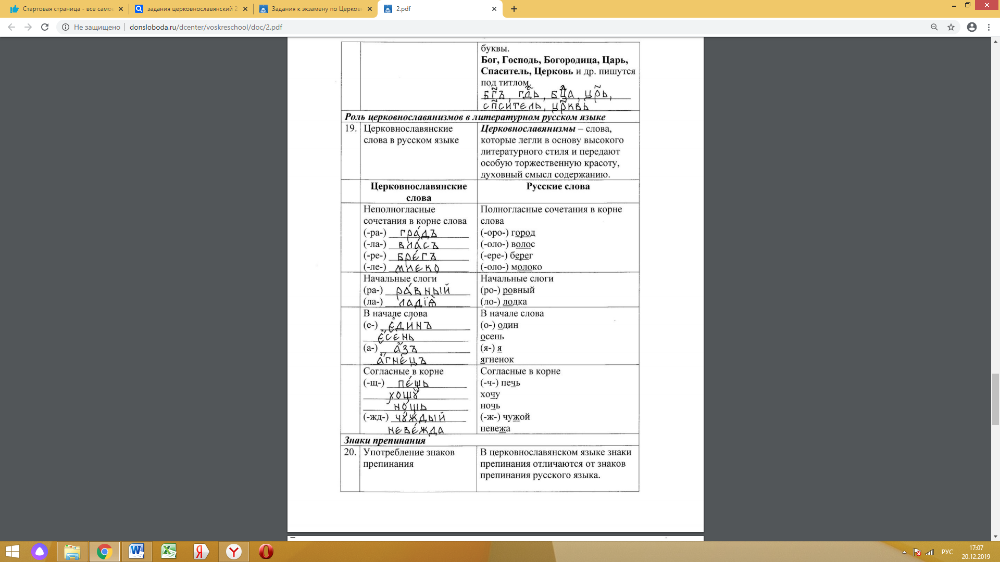 Стартовая страница - все самое
задания церковнославянский 2
Задания к экзамену по Церковн
2.pdf
Не защищено
donsloboda.ru/dcenter/voskreschool/doc/2.pdf
буквы.
Бог, Господь, Богородица, Царь,
Спаситель, Церковь и др. пишутся
под титлом.
бг҃ъ, гд҃ь, бцⷣа, цр҃ь,
сп҃си́тель, цр҃квь
Роль церковнославянизмов в литературном русском языке
19. Церковнославянские слова в русском языке
Церковнославянизмы – слова,
которые легли в основу высокого
литературного стиля и передают
особую торжественную красоту,
духовный смысл содержанию.
Церковнославянские слова
Русские слова
Неполногласные
сочетания в корне слова
Полногласные сочетания в корне
слова
(-ра-) гра́дъ (-оро-) город
(-ла-) вла́съ (-оло-) волос
(-ре-) бре́гъ (-ере-) берег
(-ле-) млеко (-оло-) молоко
Начальные слоги Начальные слоги
(ра-) ра́вный (ро-) ровный
(ла-) ладїѧ̀ (ло-) лодка
В начале слова В начале слова
(е-) є҆ди́нъ (о-) один
є҆́сень осень
(а-) а҆́зъ (я-) я
а҆́гнецъ ягненок
Согласные в корне Согласные в корне
(-щ-) пе́щь (-ч-) печь
хощꙋ̀ хочу
но́щь ночь
(-жд-) чꙋ́ждый (-ж-) чужой
неве́жда невежа
Знаки препинания
20. Употребление знаков
препинания
В церковнославянском языке знаки
препинания отличаются от знаков
препинания русского языка.
РУС
17:07
20.12.2019